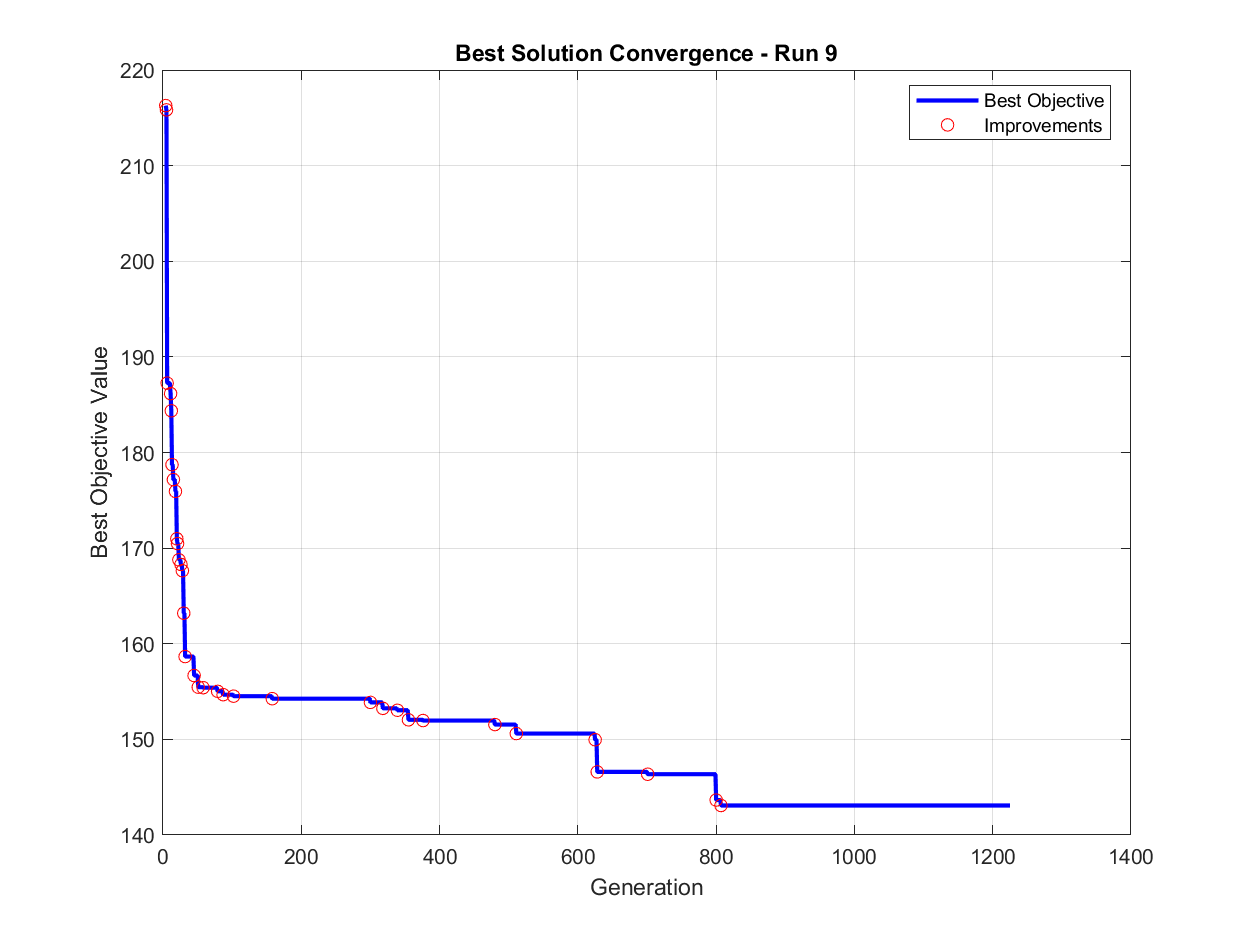 Best Solution Convergence - Run 9
220
210
200
190
180
170
160
150
140
Best Objective Value
Best Objective
Improvements
0 200 400 600 800 1000 1200 1400
Generation